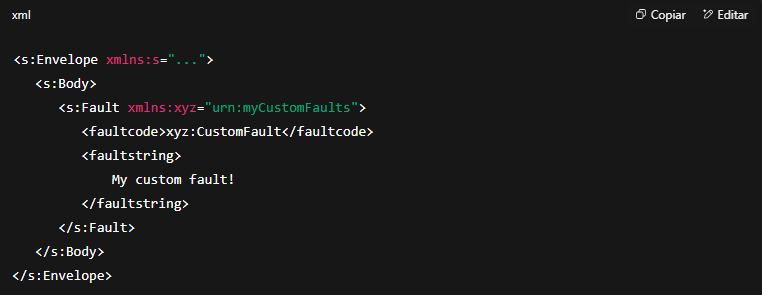 xml Copiar Editar
<s:Envelope xmlns:s="...">
<s:Body>
<s:Fault xmlns:xyz="urn:myCustomFaults">
<faultcode>xyz:CustomFault</faultcode>
<faultstring>
My custom fault!
</faultstring>
</s:Fault>
</s:Body>
</s:Envelope>